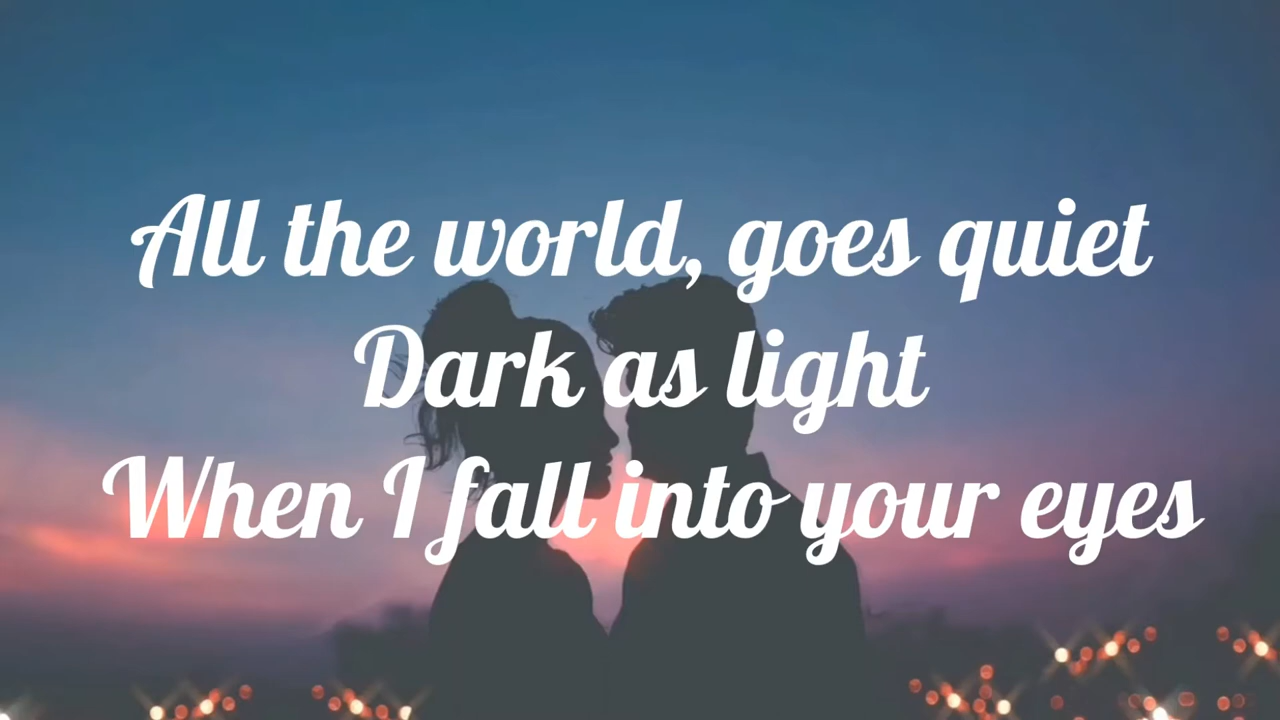 All the world, goes quiet
Dark as light
When I fall into your eyes